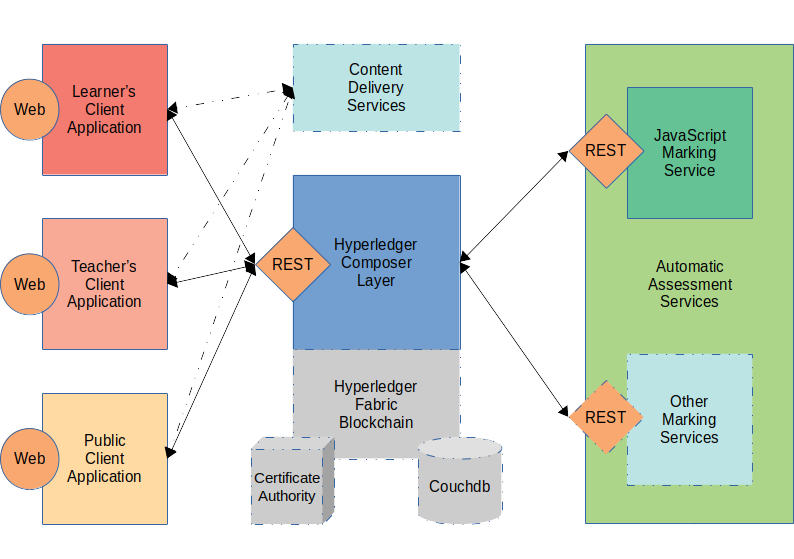 Web
Learner's
Client
Application
Content
Delivery
Services
REST
JavaScript
Marking
Service
Web
Teacher's
Client
Application
REST
Hyperledger
Composer
Layer
Automatic
Assessment
Services
Web
Public
Client
Application
Hyperledger
Fabric
Blockchain
Certificate
Authority
Couchdb
REST
Other
Marking
Services